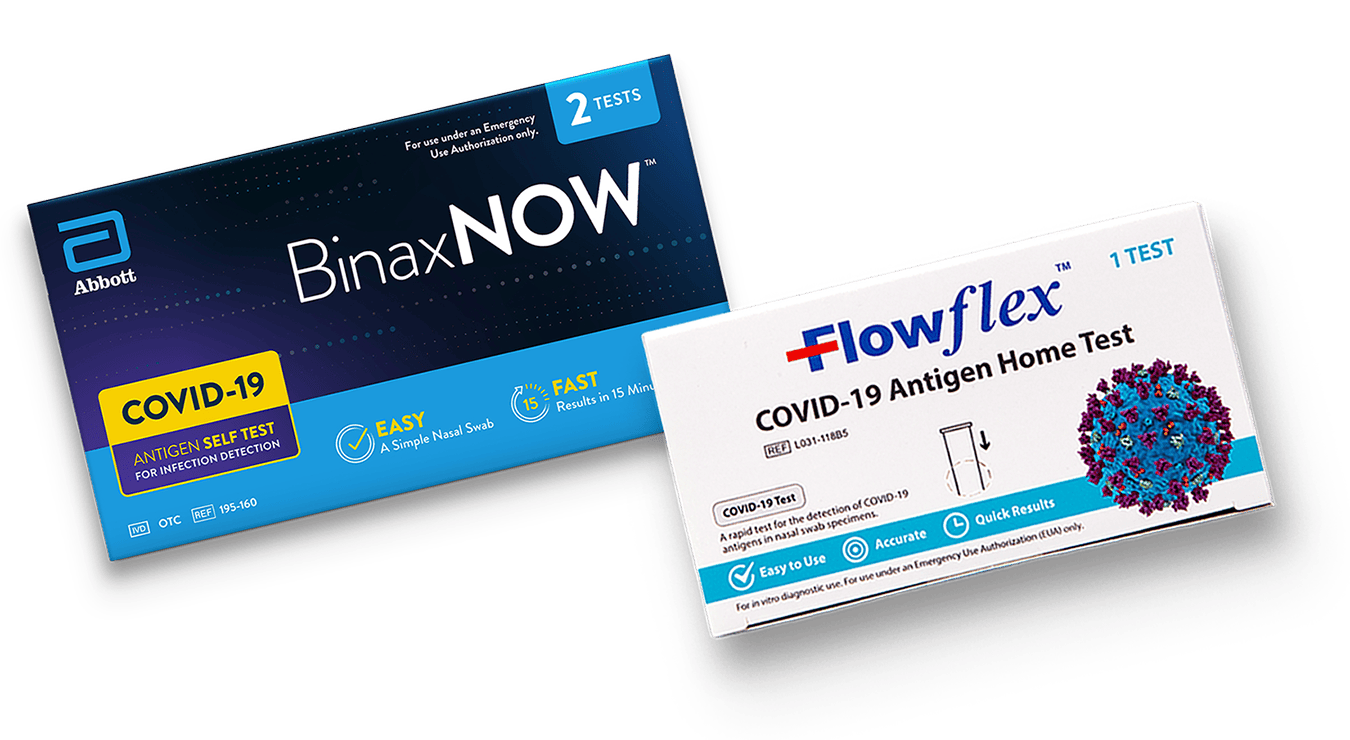 2 TESTS
For use under an Emergency
Use Authorization only.
BinaxNOW™
Abbott
COVID-19
ANTIGEN SELF TEST
FOR INFECTION DETECTION
EASY
A Simple Nasal Swab
15
FAST
Results in 15 Minu
IVD OTC REF 195-160
1 TEST
Flowflex™
COVID-19 Antigen Home Test
REF L031-118B5
COVID-19 Test
A rapid test for the detection of COVID-19
antigens in nasal swab specimens.
Easy to Use
Accurate
Quick Results
For in vitro diagnostic use. For use under an Emergency Use Authorization (EUA) only.